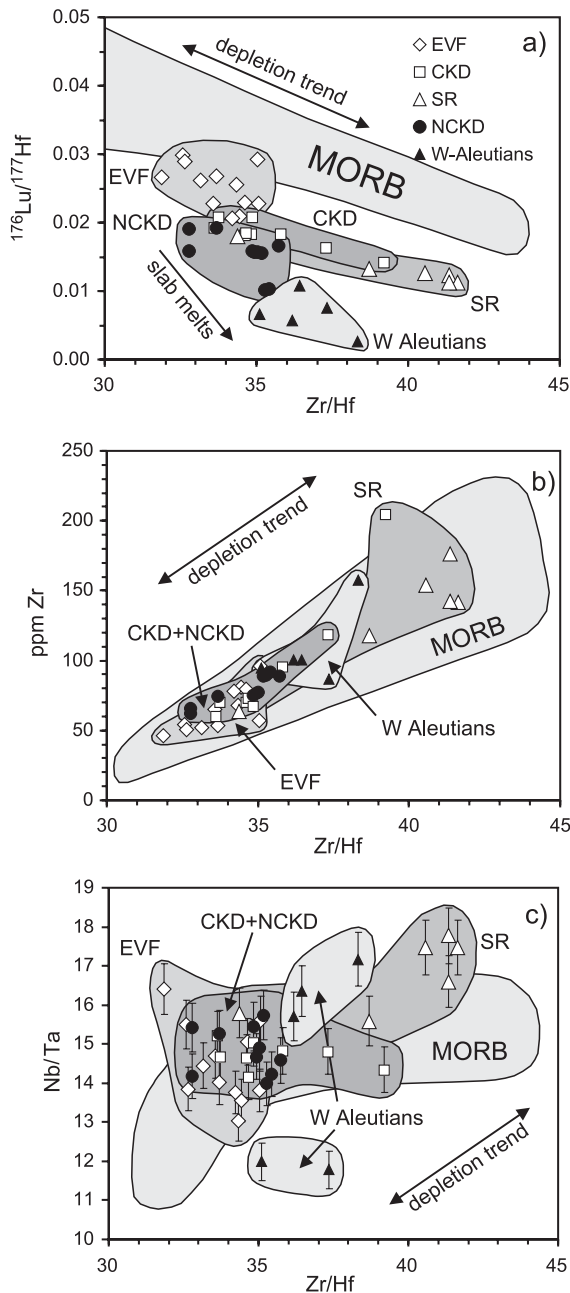 a)
EVF
CKD
SR
NCKD
W-Aleutians
depletion trend
MORB
EVF
CKD
NCKD
slab melts
SR
W Aleutians
0.05
0.04
0.03
0.02
0.01
0.00
30 35 40 45
176Lu/177Hf
Zr/Hf
b)
SR
depletion trend
CKD+NCKD
MORB
W Aleutians
EVF
250
200
150
100
50
0
30 35 40 45
ppm Zr
Zr/Hf
c)
CKD+NCKD
EVF
SR
MORB
W Aleutians
depletion trend
19
18
17
16
15
14
13
12
11
10
30 35 40 45
Nb/Ta
Zr/Hf